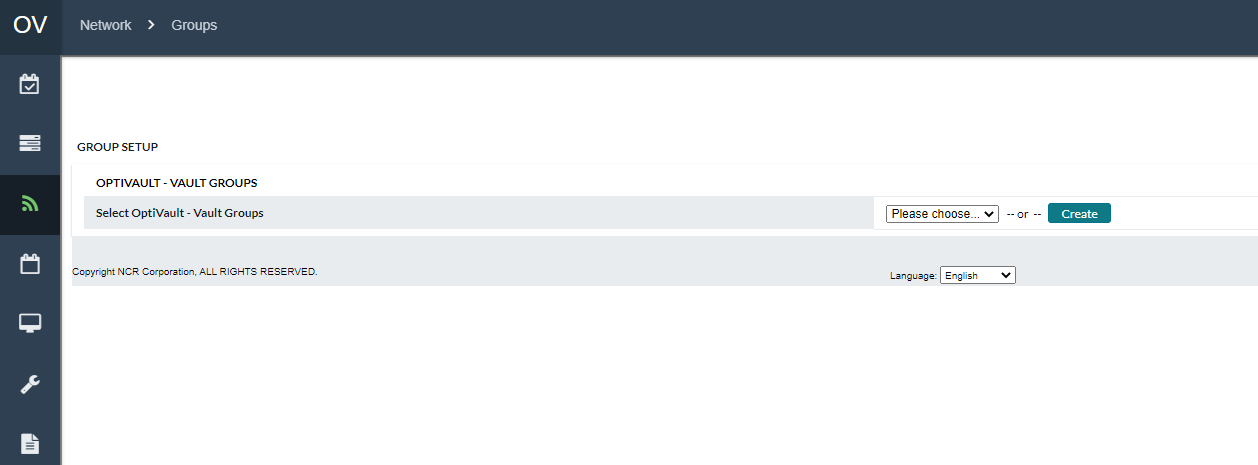 OV Network Groups
GROUP SETUP
OPTIVAULT - VAULT GROUPS
Select OptiVault - Vault Groups Please choose... -- or -- Create
Copyright NCR Corporation, ALL RIGHTS RESERVED. Language: English